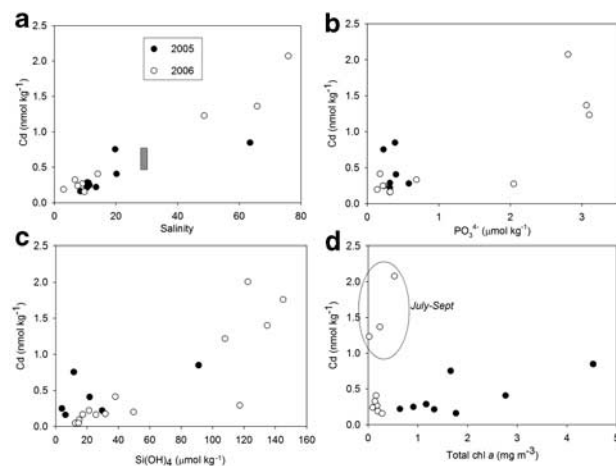 a
2005
2006
Cd (nmol kg⁻¹)
2.5
2.0
1.5
1.0
0.5
0.0
0 20 40 60 80
Salinity
b
Cd (nmol kg⁻¹)
2.5
2.0
1.5
1.0
0.5
0.0
0 1 2 3
PO₃⁴⁻ (μmol kg⁻¹)
c
Cd (nmol kg⁻¹)
2.5
2.0
1.5
1.0
0.5
0.0
0 20 40 60 80 100 120 140 160
Si(OH)₄ (μmol kg⁻¹)
d
July-Sept
Cd (nmol kg⁻¹)
2.5
2.0
1.5
1.0
0.5
0.0
0 1 2 3 4 5
Total chl a (mg m⁻³)